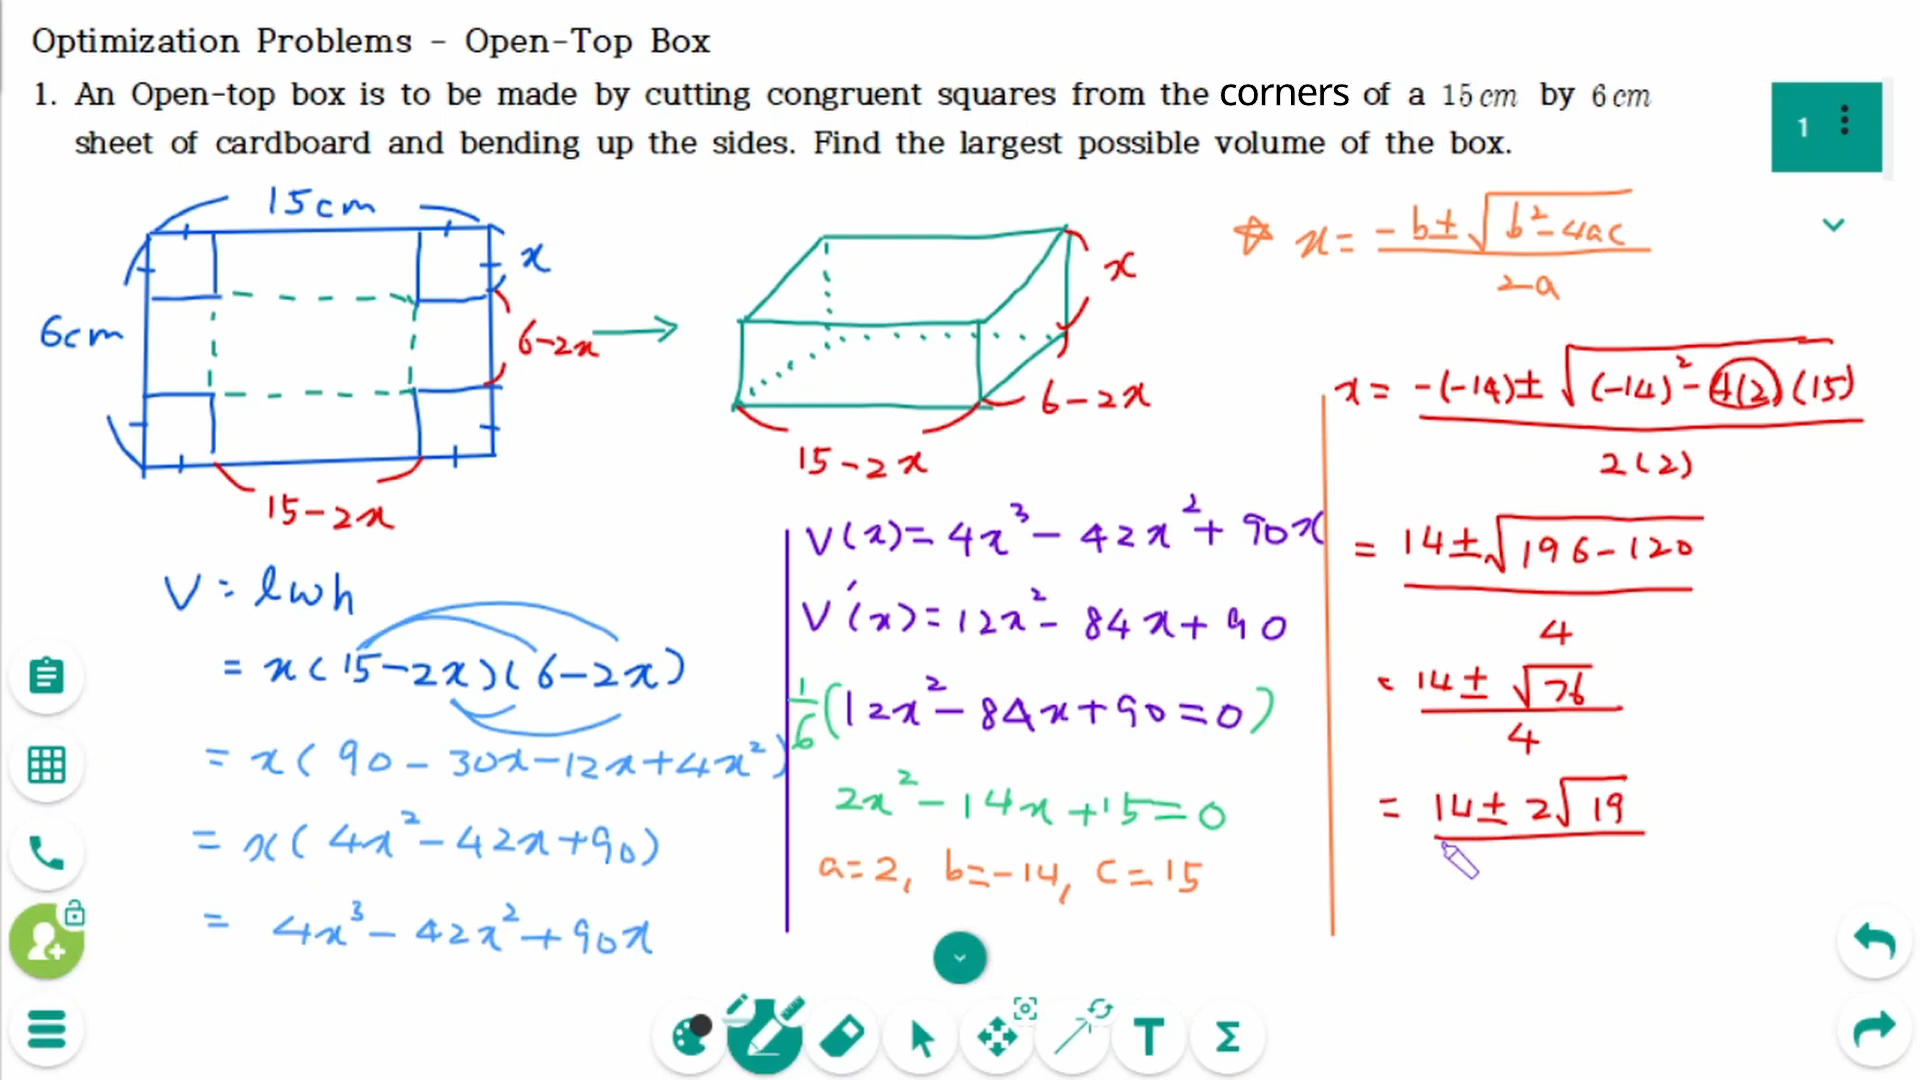 Optimization Problems - Open-Top Box
1. An Open-top box is to be made by cutting congruent squares from the corners of a 15 cm by 6 cm
sheet of cardboard and bending up the sides. Find the largest possible volume of the box.
1
15cm
x
6cm
6-2x
15-2x
x
6-2x
15-2x
V = lwh
= x(15-2x)(6-2x)
= x(90-30x-12x+4x²)
= x(4x²-42x+90)
= 4x³-42x²+90x
V(x)=4x³-42x²+90x
V'(x)=12x²-84x+90
1/6(12x²-84x+90=0)
2x²-14x+15=0
a=2, b=-14, c=15
☆ x = (-b±√(b²-4ac))/2a
x = (-(-14)±√((-14)²-4(2)(15)))/2(2)
= (14±√(196-120))/4
= (14±√76)/4
= 14±2√19
T
Σ